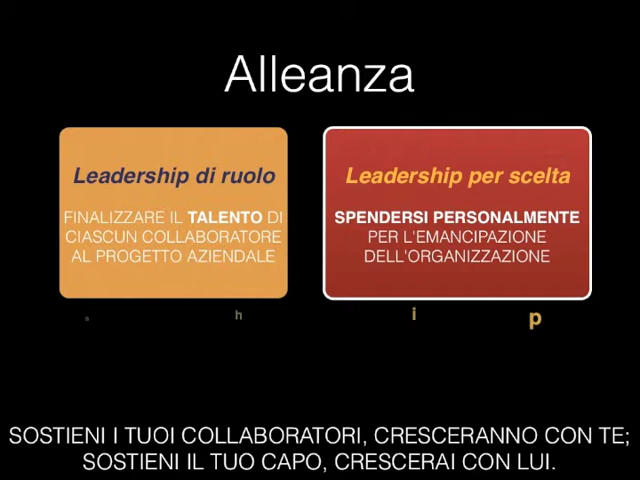 Alleanza
Leadership di ruolo
FINALIZZARE IL TALENTO DI
CIASCUN COLLABORATORE
AL PROGETTO AZIENDALE
Leadership per scelta
SPENDERSI PERSONALMENTE
PER L'EMANCIPAZIONE
DELL'ORGANIZZAZIONE
s h i p
SOSTIENI I TUOI COLLABORATORI, CRESCERANNO CON TE;
SOSTIENI IL TUO CAPO, CRESCERAI CON LUI.